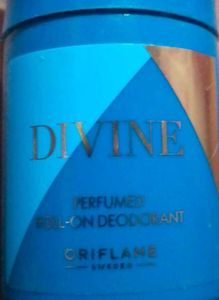 DIVINE
PERFUMED
ROLL-ON DEODORANT
ORIFLAME
SWEDEN